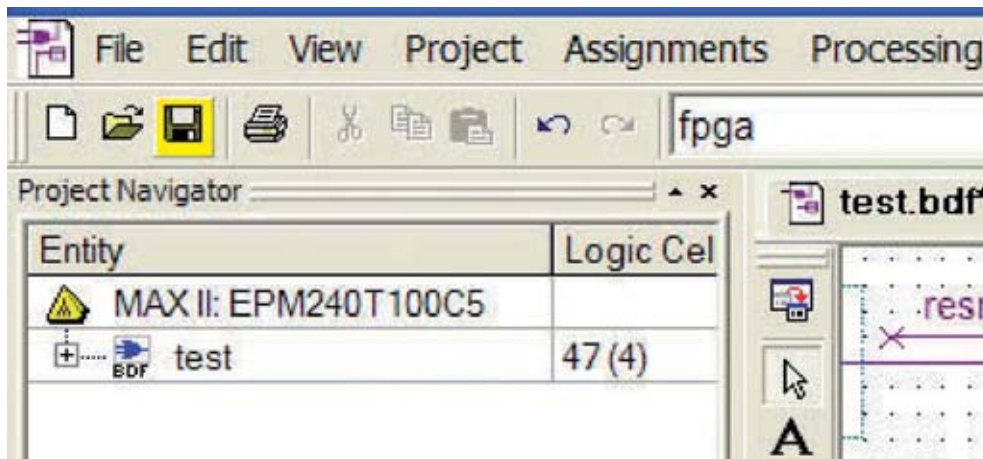 File Edit View Project Assignments Processing
fpga
Project Navigator
test.bdf
Entity Logic Cel
MAX II: EPM240T100C5
BDF test 47 (4)
A